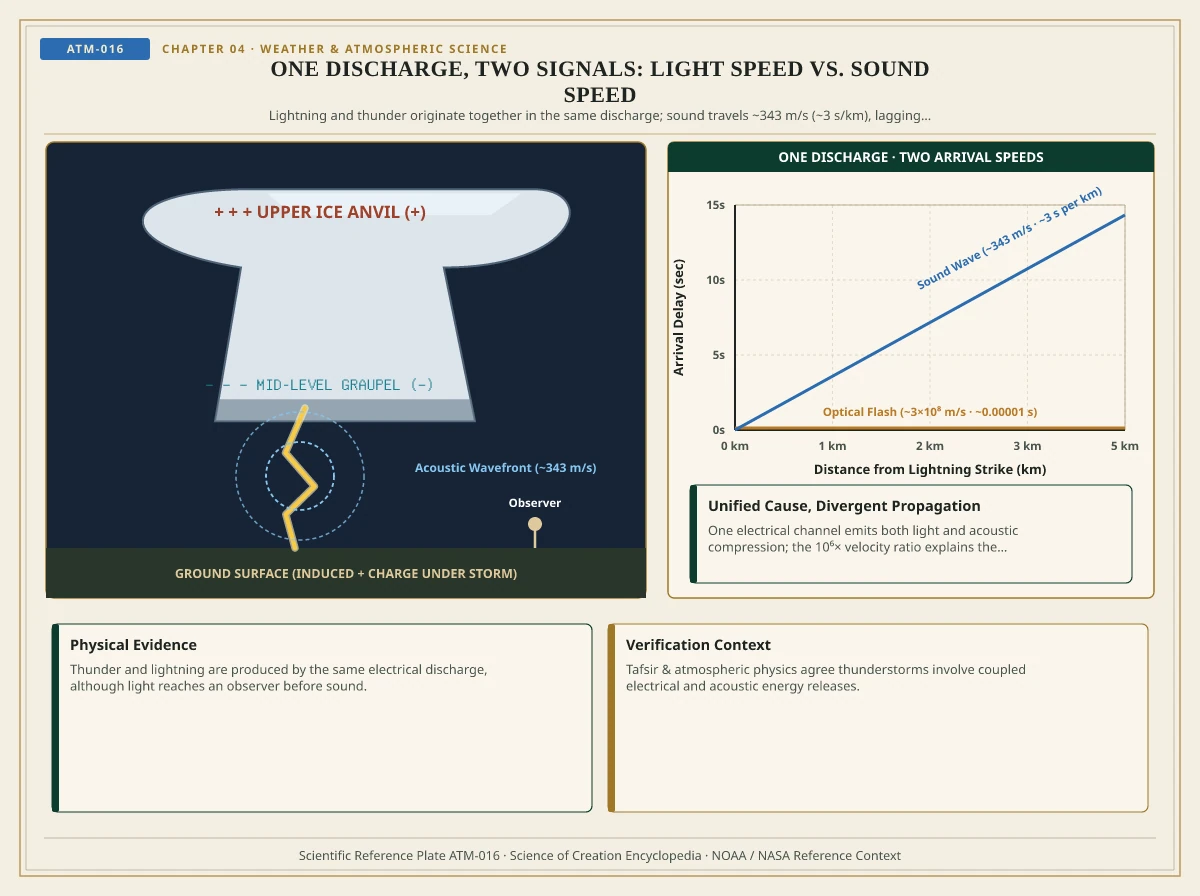 ATM-016
CHAPTER 04 · WEATHER & ATMOSPHERIC SCIENCE
ONE DISCHARGE, TWO SIGNALS: LIGHT SPEED VS. SOUND
SPEED
Lightning and thunder originate together in the same discharge; sound travels ~343 m/s (~3 s/km), lagging...
+ + + UPPER ICE ANVIL (+)
− − − MID-LEVEL GRAUPEL (−)
Acoustic Wavefront (~343 m/s)
Observer
GROUND SURFACE (INDUCED + CHARGE UNDER STORM)
ONE DISCHARGE · TWO ARRIVAL SPEEDS
Arrival Delay (sec)
15s
10s
5s
0s
Sound Wave (~343 m/s · ~3 s per km)
Optical Flash (~3×10⁸ m/s · ~0.00001 s)
0 km
1 km
2 km
3 km
5 km
Distance from Lightning Strike (km)
Unified Cause, Divergent Propagation
One electrical channel emits both light and acoustic
compression; the 10⁶× velocity ratio explains the...
Physical Evidence
Thunder and lightning are produced by the same electrical discharge,
although light reaches an observer before sound.
Verification Context
Tafsir & atmospheric physics agree thunderstorms involve coupled
electrical and acoustic energy releases.
Scientific Reference Plate ATM-016 · Science of Creation Encyclopedia · NOAA / NASA Reference Context